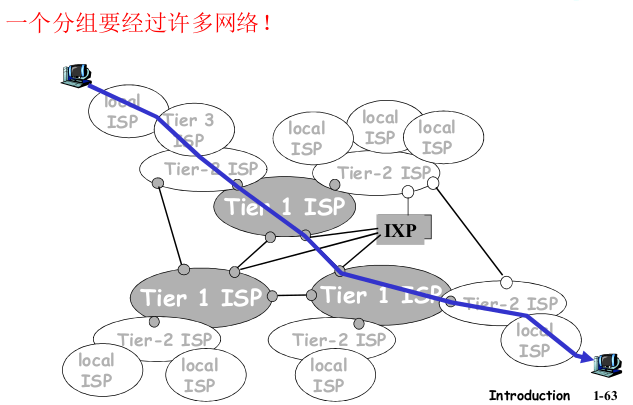 一个分组要经过许多网络！
local
ISP
Tier 3
ISP
Tier-2 ISP
local
ISP
local
ISP
local
ISP
Tier-2 ISP
Tier 1 ISP
IXP
Tier 1 ISP
Tier 1 ISP
Tier-2 ISP
local
ISP
Tier-2 ISP
local
ISP
local
ISP
Tier-2 ISP
local
ISP
Introduction 1-63